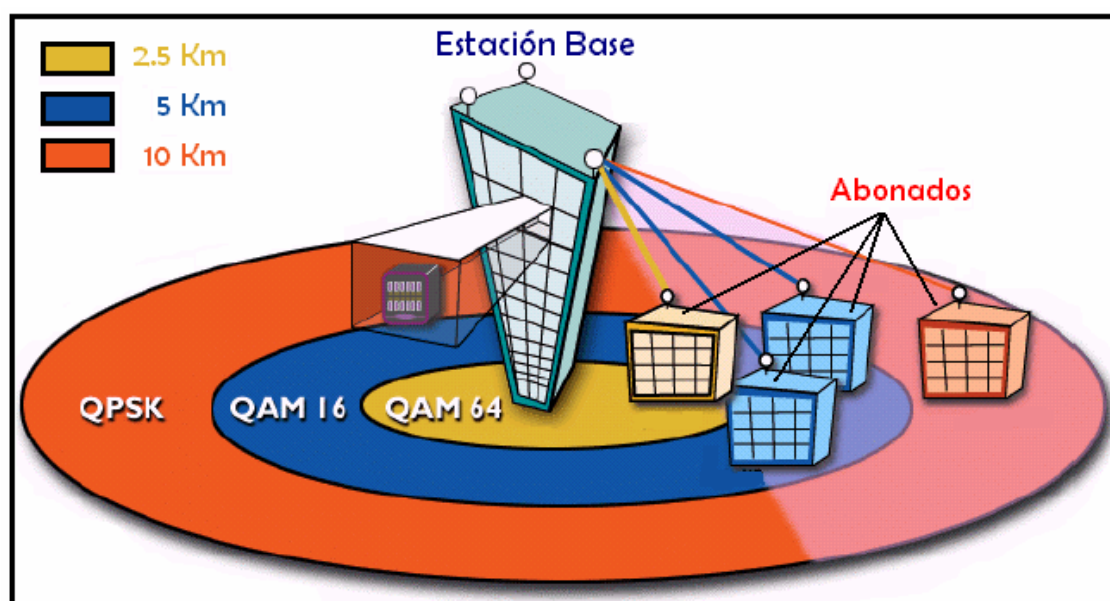 Estación Base
2.5 Km
5 Km
10 Km
Abonados
QPSK
QAM 16
QAM 64